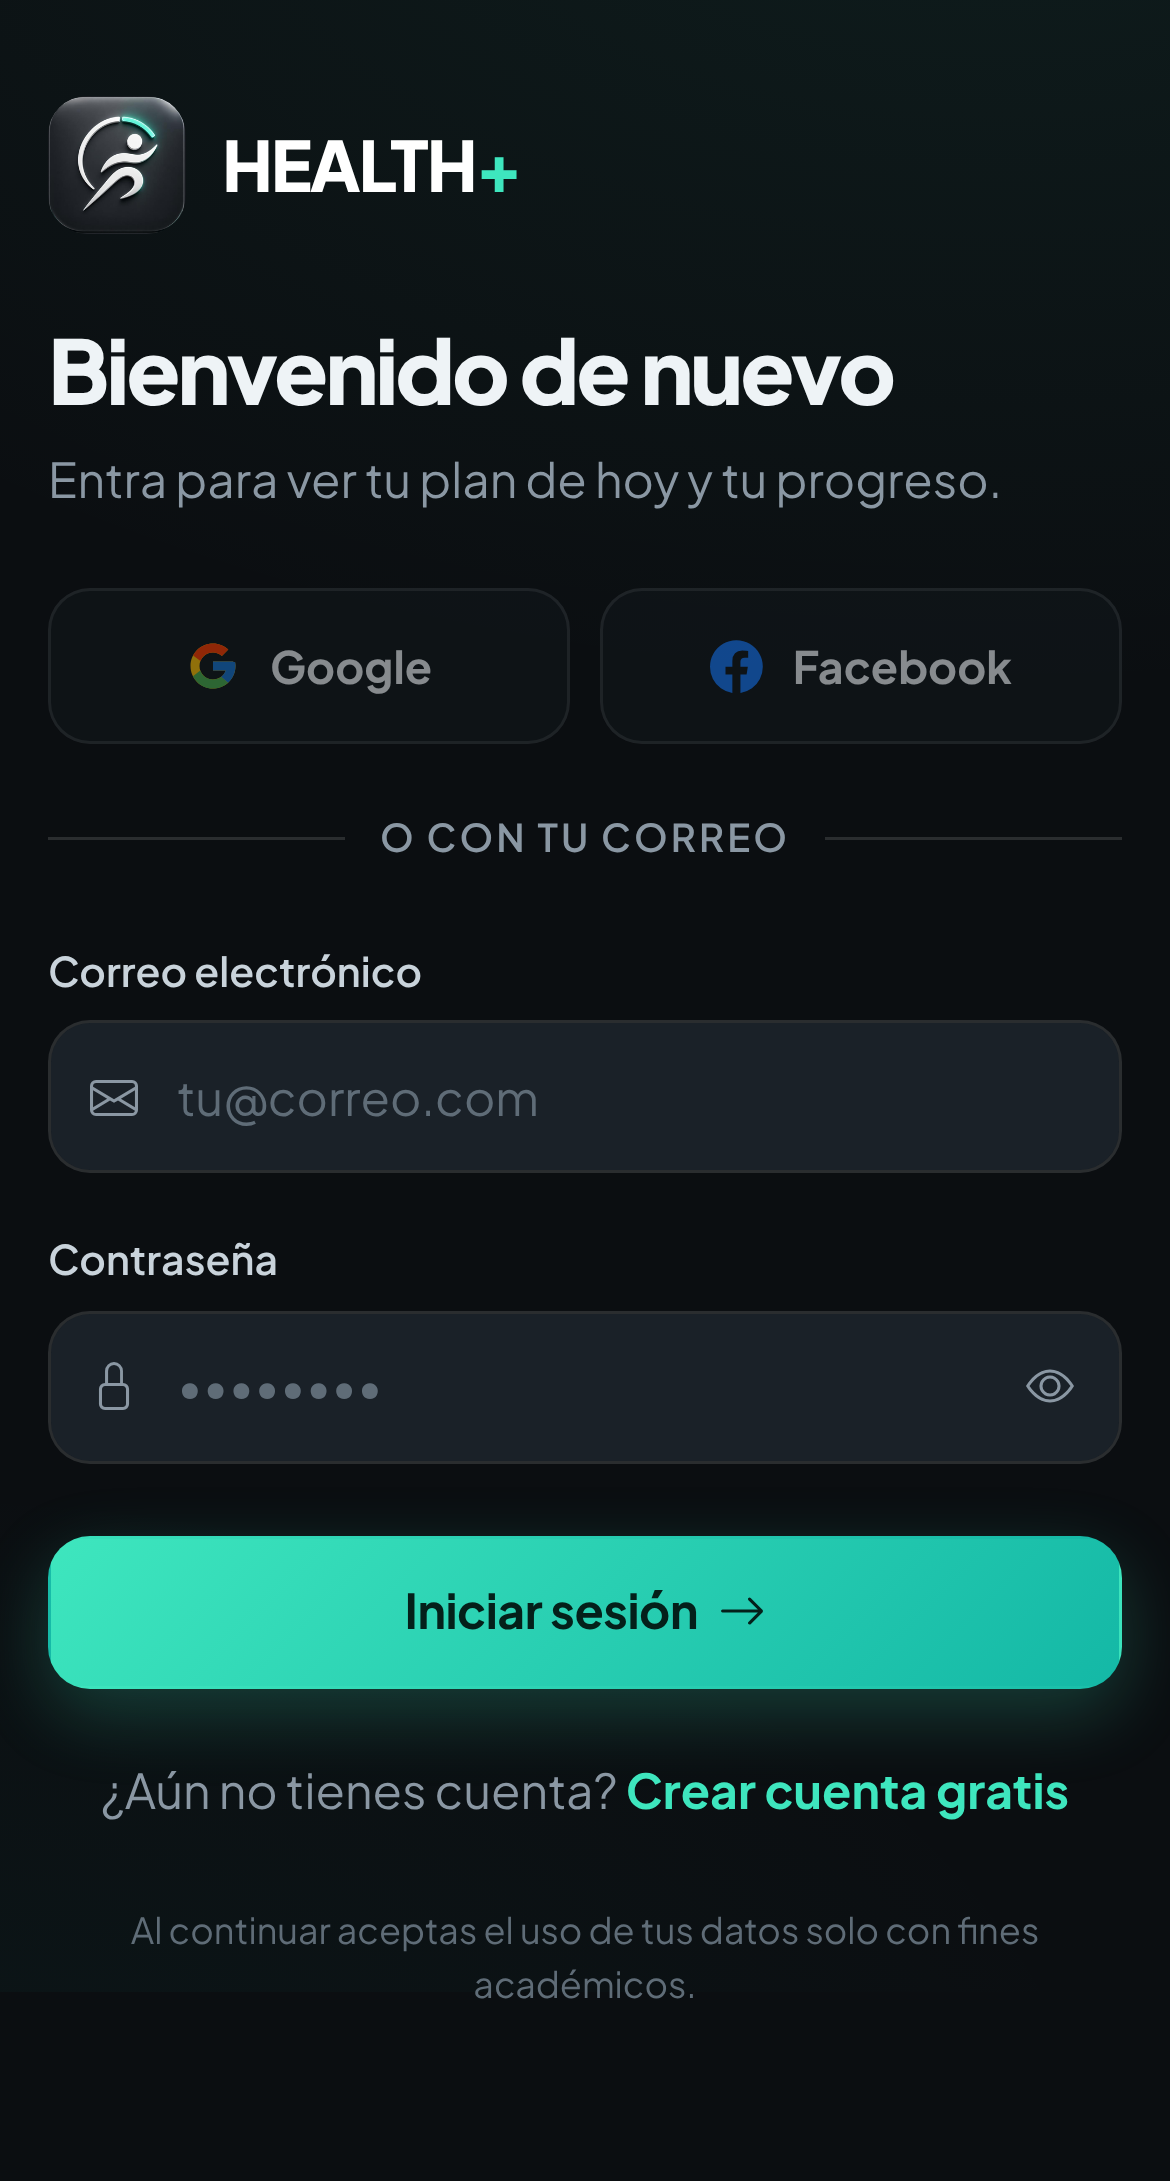 HEALTH+
Bienvenido de nuevo
Entra para ver tu plan de hoy y tu progreso.
Google
Facebook
O CON TU CORREO
Correo electrónico
tu@correo.com
Contraseña
••••••••
Iniciar sesión →
¿Aún no tienes cuenta? Crear cuenta gratis
Al continuar aceptas el uso de tus datos solo con fines
académicos.